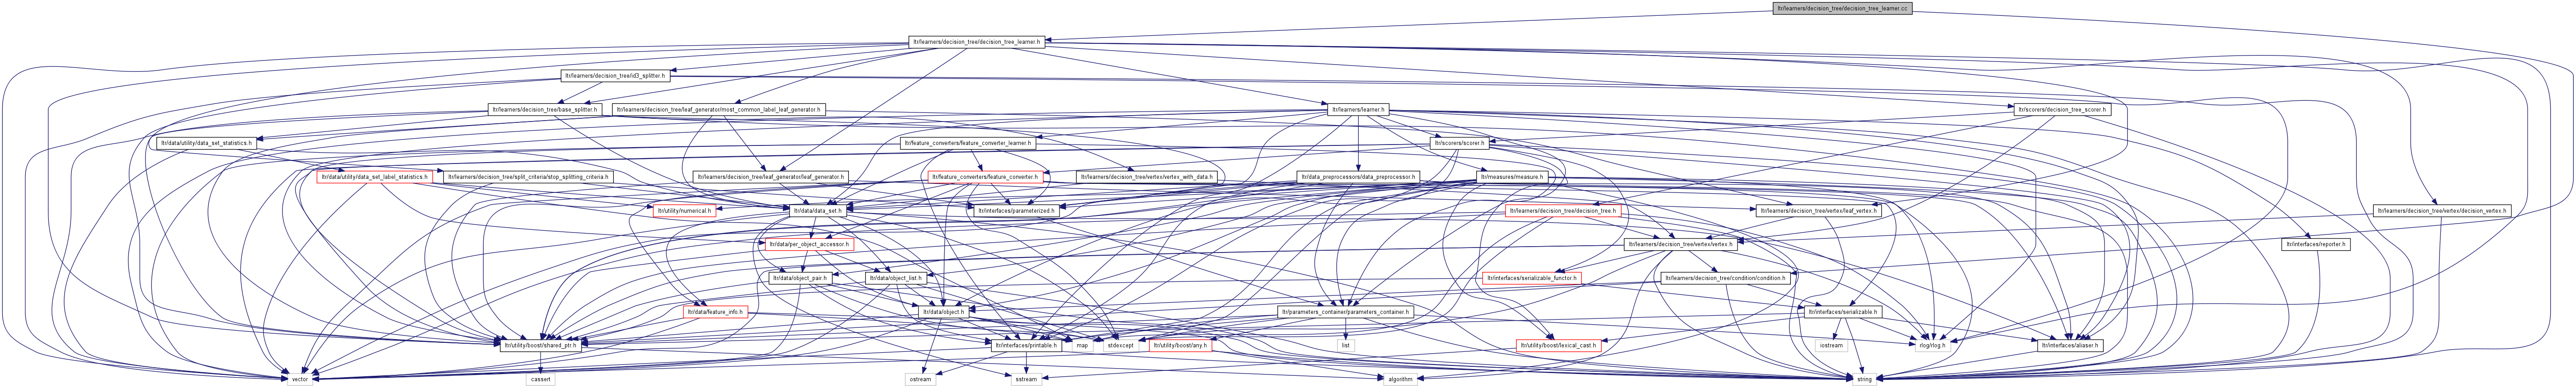 ltr/learners/decision_tree/decision_tree_learner.cc
ltr/learners/decision_tree/decision_tree_learner.h
ltr/learners/decision_tree/id3_splitter.h
ltr/learners/decision_tree/base_splitter.h
ltr/learners/decision_tree/leaf_generator/most_common_label_leaf_generator.h
ltr/learners/learner.h
ltr/scorers/decision_tree_scorer.h
ltr/data/utility/data_set_statistics.h
ltr/feature_converters/feature_converter_learner.h
ltr/scorers/scorer.h
ltr/data/utility/data_set_label_statistics.h
ltr/learners/decision_tree/split_criteria/stop_splitting_criteria.h
ltr/learners/decision_tree/leaf_generator/leaf_generator.h
ltr/feature_converters/feature_converter.h
ltr/learners/decision_tree/vertex/vertex_with_data.h
ltr/data_preprocessors/data_preprocessor.h
ltr/measures/measure.h
ltr/utility/numerical.h
ltr/data/data_set.h
ltr/interfaces/parameterized.h
ltr/learners/decision_tree/decision_tree.h
ltr/learners/decision_tree/vertex/leaf_vertex.h
ltr/learners/decision_tree/vertex/decision_vertex.h
ltr/data/per_object_accessor.h
ltr/learners/decision_tree/vertex/vertex.h
ltr/interfaces/reporter.h
ltr/data/object_pair.h
ltr/data/object_list.h
ltr/interfaces/serializable_functor.h
ltr/learners/decision_tree/condition/condition.h
ltr/data/feature_info.h
ltr/data/object.h
ltr/parameters_container/parameters_container.h
ltr/interfaces/serializable.h
ltr/utility/boost/shared_ptr.h
ltr/interfaces/printable.h
map
stdexcept
ltr/utility/boost/any.h
list
ltr/utility/boost/lexical_cast.h
iostream
rlog/rlog.h
ltr/interfaces/aliaser.h
vector
cassert
ostream
sstream
algorithm
string